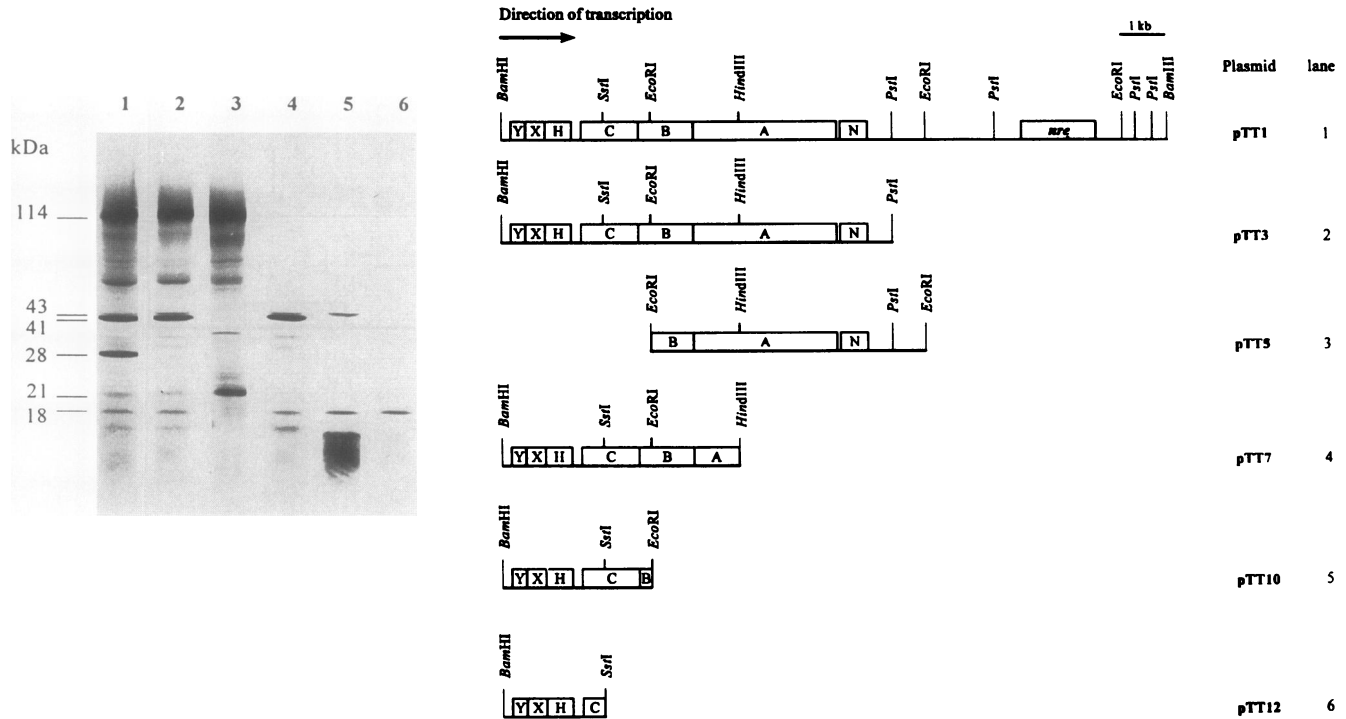 1 2 3 4 5 6
kDa
114
43
41
28
21
18
Direction of transcription
1 kb
Plasmid lane
BamHI SstI EcoRI HindIII PstI EcoRI PstI EcoRI PstI PstI BamHI
Y X H C B A N nre
pTT1 1
BamHI SstI EcoRI HindIII PstI
Y X H C B A N
pTT3 2
EcoRI HindIII PstI EcoRI
B A N
pTT5 3
BamHI SstI EcoRI HindIII
Y X H C B A
pTT7 4
BamHI SstI EcoRI
Y X H C B
pTT10 5
BamHI SstI
Y X H C
pTT12 6